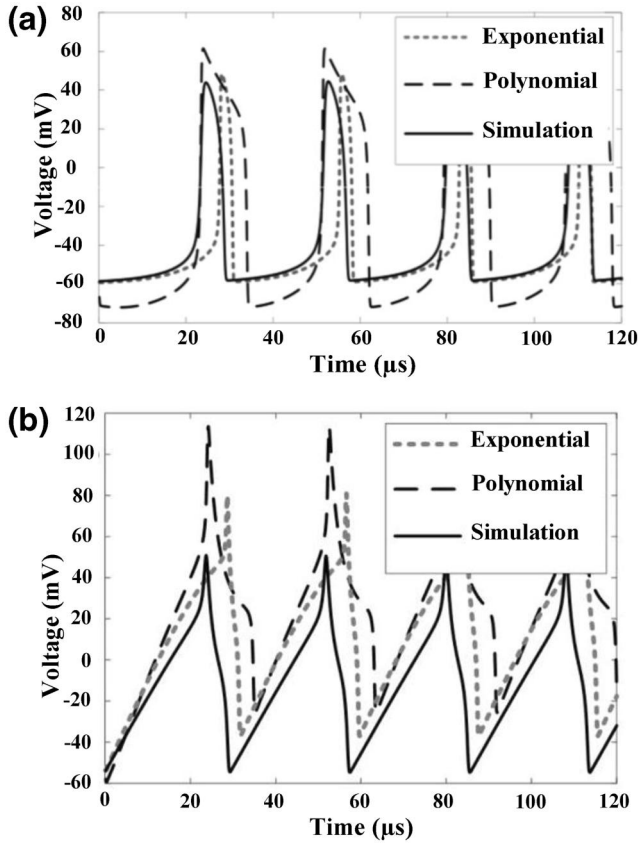 (a)
80
60
40
20
0
-20
-40
-60
-80
Voltage (mV)
Exponential
Polynomial
Simulation
0 20 40 60 80 100 120
Time (µs)
(b)
120
100
80
60
40
20
0
-20
-40
-60
Voltage (mV)
Exponential
Polynomial
Simulation
0 20 40 60 80 100 120
Time (µs)